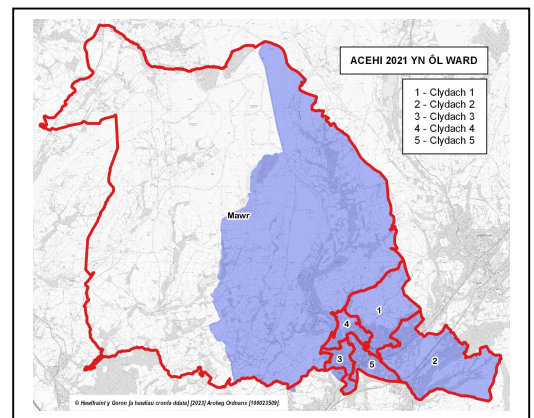 ACEHI 2021 YN ÔL WARD
1 - Clydach 1
2 - Clydach 2
3 - Clydach 3
4 - Clydach 4
5 - Clydach 5
Mawr
1
4
3
5
2
© Hawlfraint y Goron [a hawliau cronfa ddata] [2023] Arolwg Ordnans [100023509].